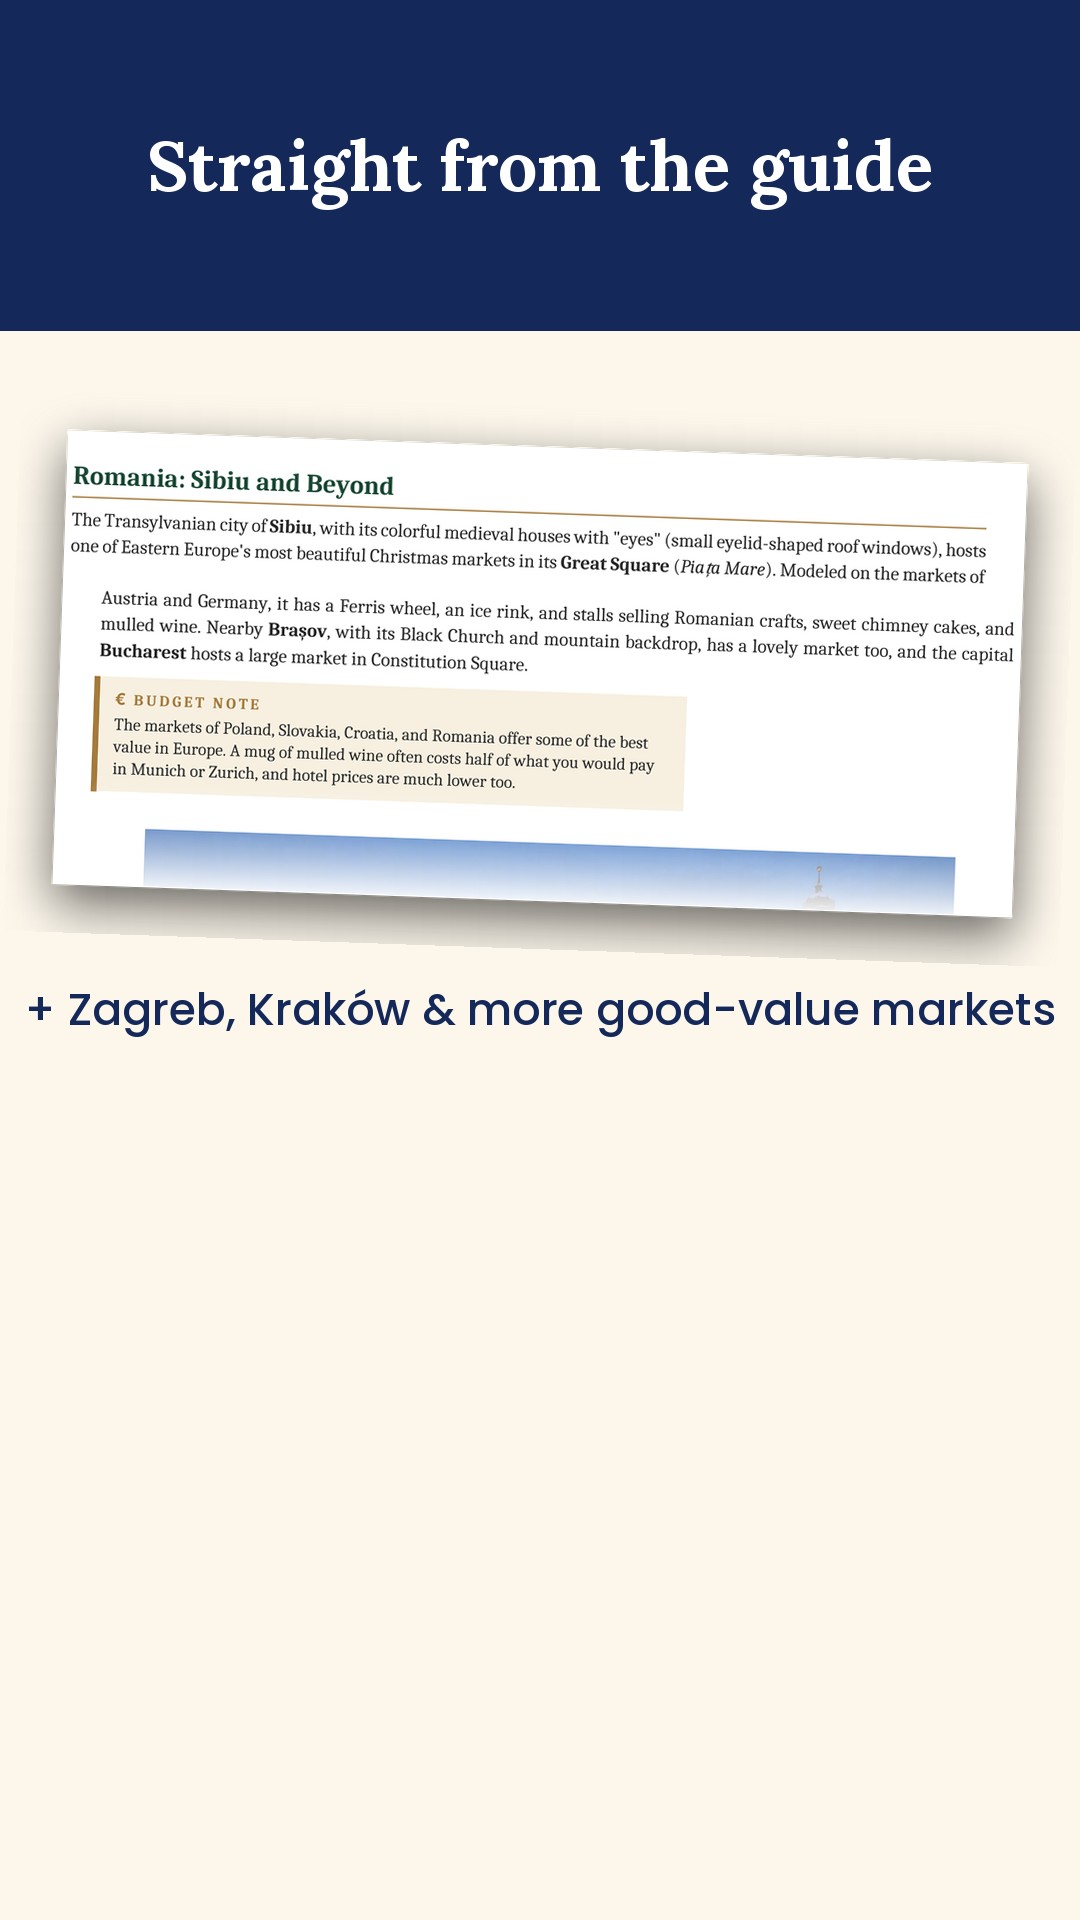 Straight from the guide
Romania: Sibiu and Beyond
The Transylvanian city of Sibiu, with its colorful medieval houses with "eyes" (small eyelid-shaped roof windows), hosts
one of Eastern Europe's most beautiful Christmas markets in its Great Square (Piața Mare). Modeled on the markets of
Austria and Germany, it has a Ferris wheel, an ice rink, and stalls selling Romanian crafts, sweet chimney cakes, and
mulled wine. Nearby Brașov, with its Black Church and mountain backdrop, has a lovely market too, and the capital
Bucharest hosts a large market in Constitution Square.
€ BUDGET NOTE
The markets of Poland, Slovakia, Croatia, and Romania offer some of the best
value in Europe. A mug of mulled wine often costs half of what you would pay
in Munich or Zurich, and hotel prices are much lower too.
+ Zagreb, Kraków & more good-value markets